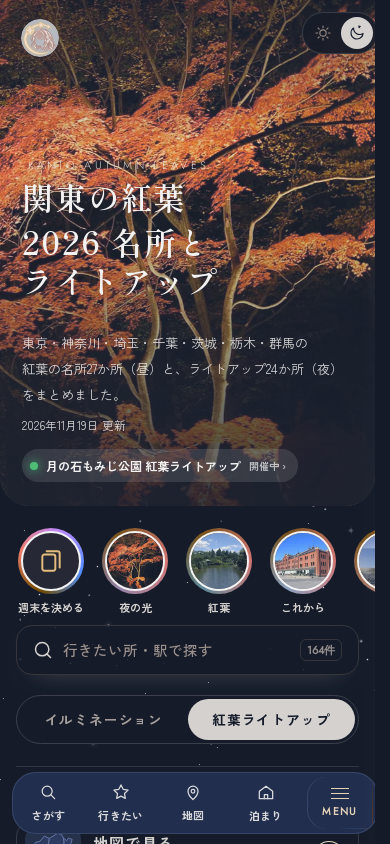 KANTO AUTUMN LEAVES
関東の紅葉
2026 名所と
ライトアップ
東京・神奈川・埼玉・千葉・茨城・栃木・群馬の
紅葉の名所27か所（昼）と、ライトアップ24か所（夜）
をまとめました。
2026年11月19日 更新
月の石もみじ公園 紅葉ライトアップ 開催中 ›
週末を決める 夜の光 紅葉 これから
行きたい所・駅で探す 164件
イルミネーション 紅葉ライトアップ
さがす 行きたい 地図 泊まり MENU
地図で見る